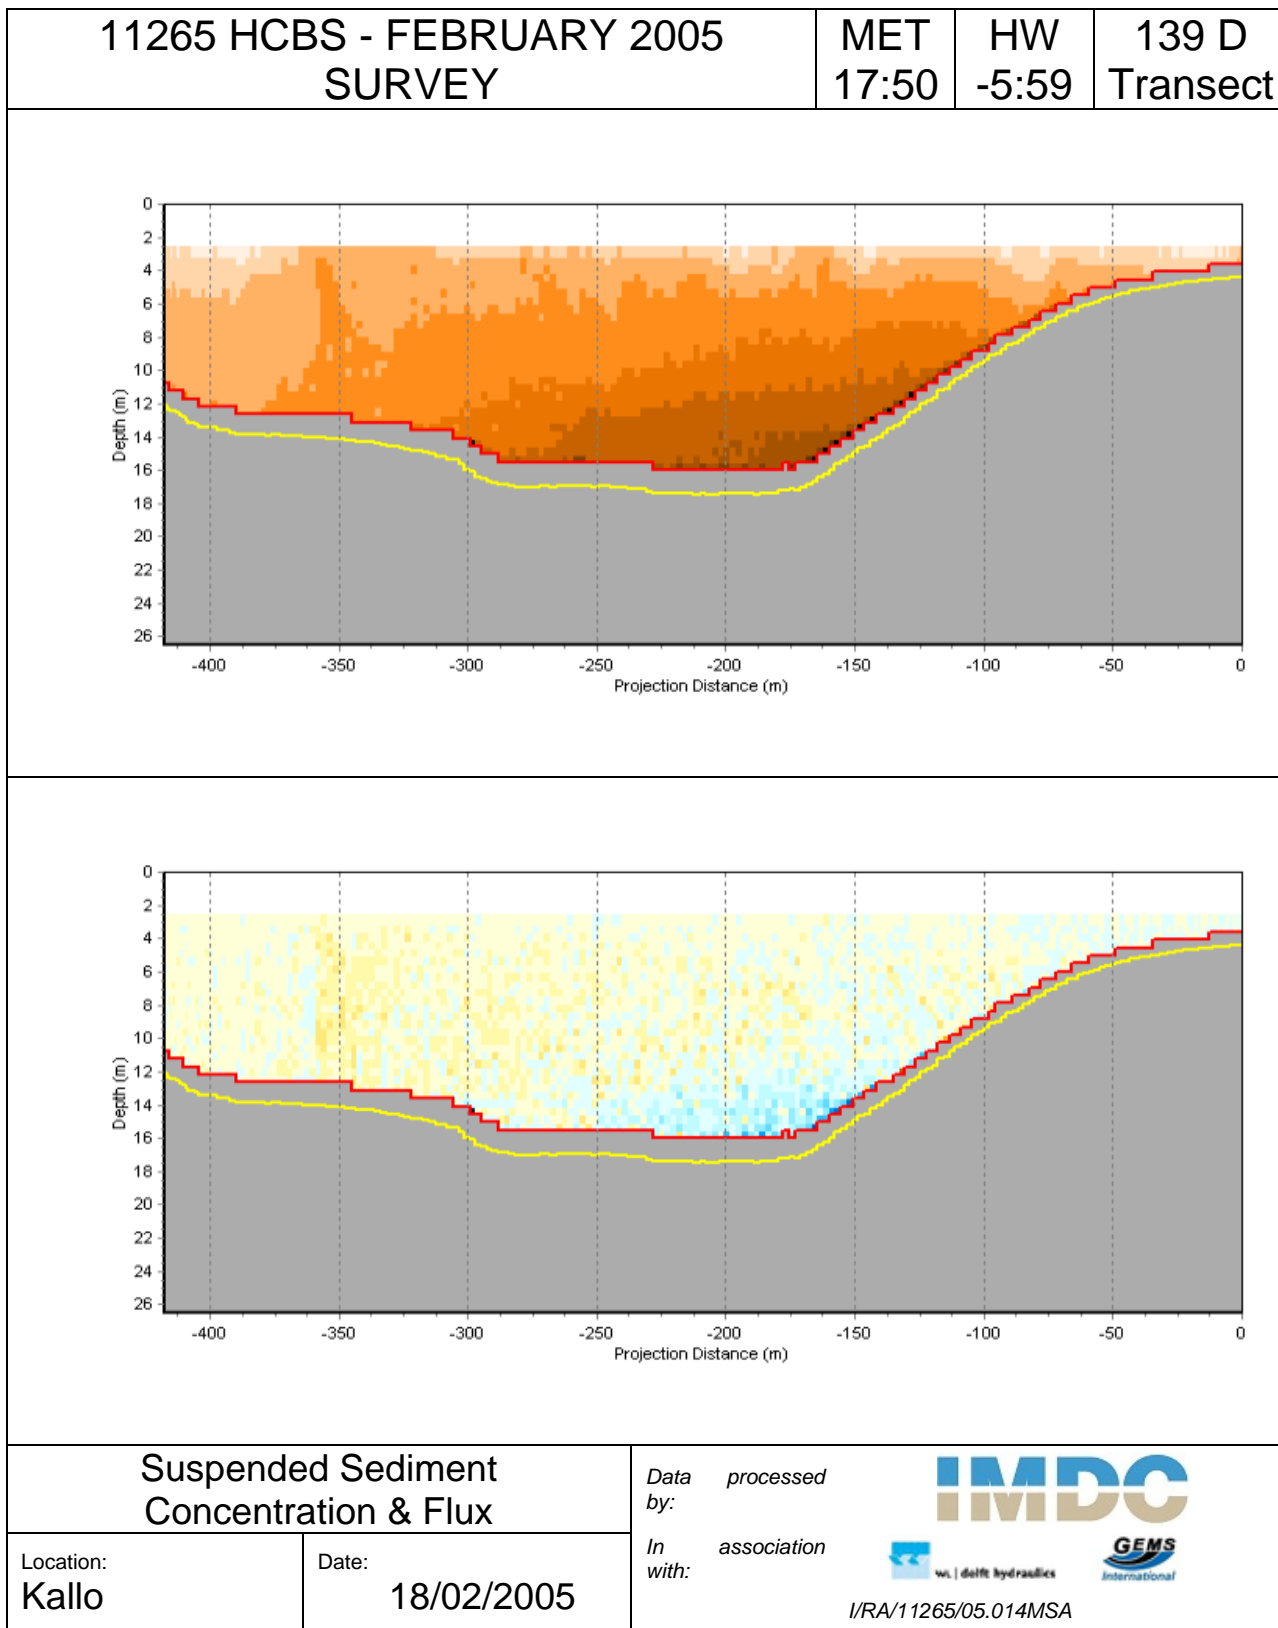 11265 HCBS - FEBRUARY 2005
SURVEY
MET
17:50
HW
-5:59
139 D
Transect
0
2
4
6
8
10
12
14
16
18
20
22
24
26
Depth (m)
-400 -350 -300 -250 -200 -150 -100 -50 0
Projection Distance (m)
0
2
4
6
8
10
12
14
16
18
20
22
24
26
Depth (m)
-400 -350 -300 -250 -200 -150 -100 -50 0
Projection Distance (m)
Suspended Sediment
Concentration & Flux
Location:
Kallo
Date:
18/02/2005
Data processed
by:
IMDC
In association
with:
WL | delft hydraulics
GEMS
International
I/RA/11265/05.014MSA